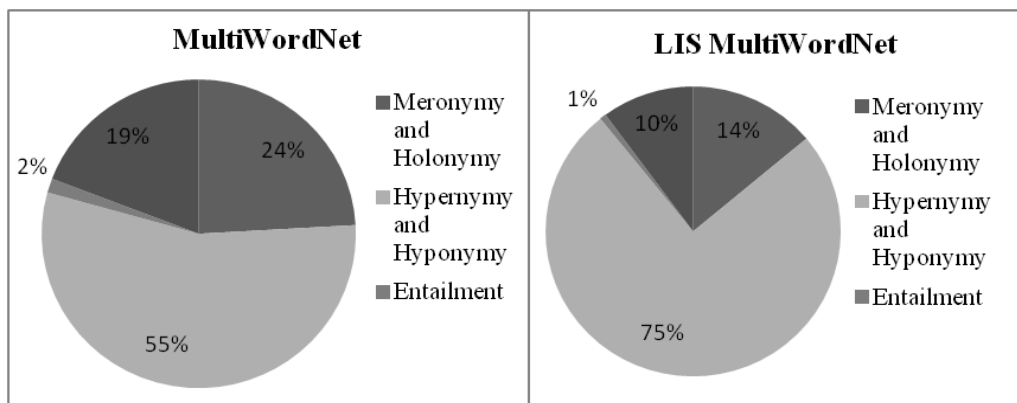 MultiWordNet
24%
55%
2%
19%
Meronymy
and
Holonymy
Hypernymy
and
Hyponymy
Entailment
LIS MultiWordNet
14%
75%
1%
10%
Meronymy
and
Holonymy
Hypernymy
and
Hyponymy
Entailment